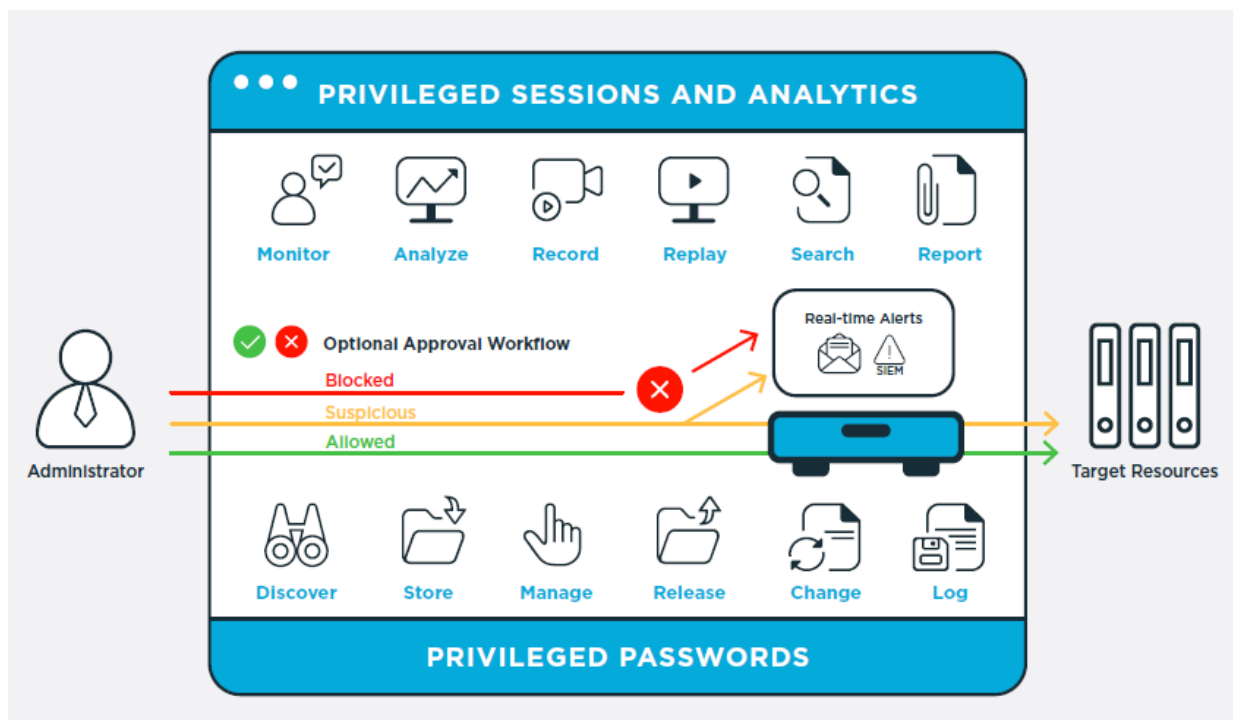 PRIVILEGED SESSIONS AND ANALYTICS
Monitor
Analyze
Record
Replay
Search
Report
Real-time Alerts
SIEM
Optional Approval Workflow
Blocked
Suspicious
Allowed
Administrator
Target Resources
Discover
Store
Manage
Release
Change
Log
PRIVILEGED PASSWORDS